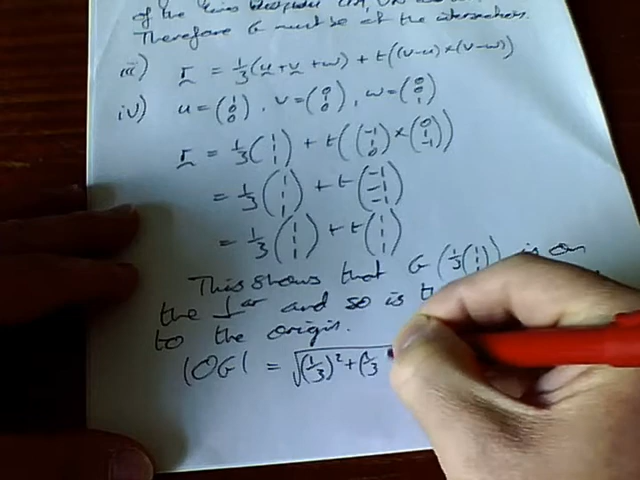 of the lines
Therefore G must be at the intersection.
iii) r = 1/3(u + v + w) + t((v-u) × (v-w))
iv) u = (1 0 0), v = (0 1 0), w = (0 0 1)
r = 1/3(1 1 1) + t((-1 1 0) × (0 1 -1))
= 1/3(1 1 1) + t(-1 -1 -1)
= 1/3(1 1 1) + t(1 1 1)
This shows that G (1/3(1 1 1)) is on
the ⊥ar and so is
to the origin.
|OG| = √(1/3)² + (1/3